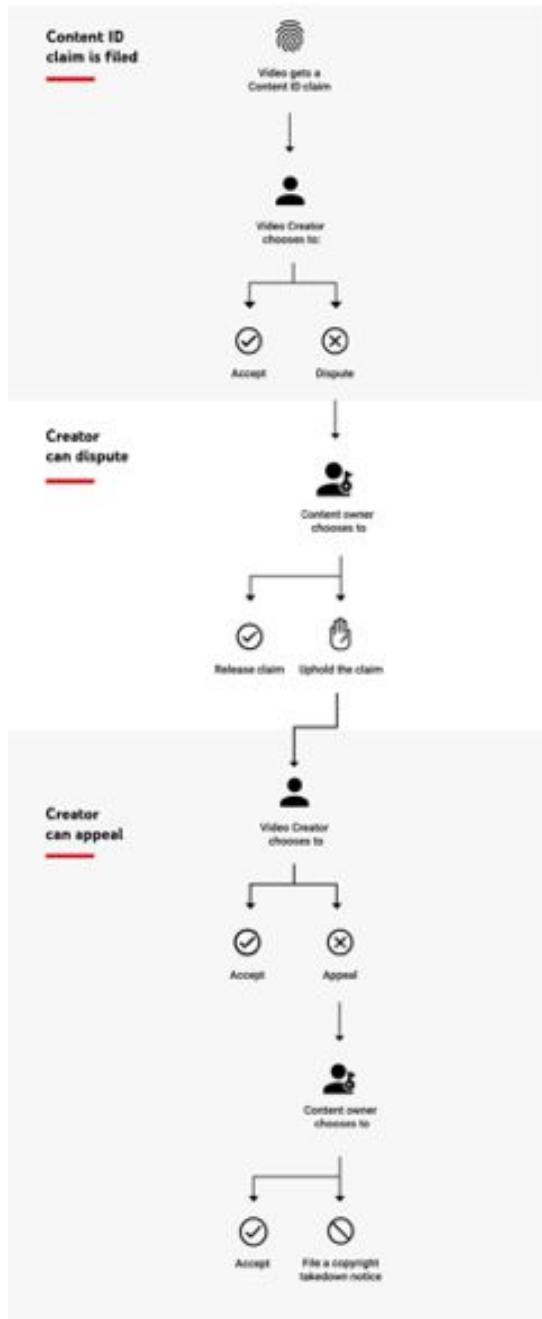 Content ID
claim is filed
Video gets a
Content ID claim
Video Creator
chooses to:
Accept
Dispute
Creator
can dispute
Content owner
chooses to
Release claim
Uphold the claim
Creator
can appeal
Video Creator
chooses to
Accept
Appeal
Content owner
chooses to
Accept
File a copyright
takedown notice